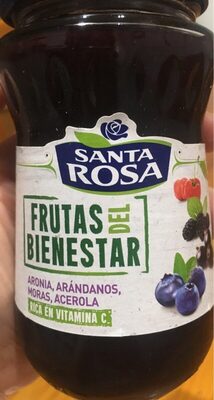 SANTA
ROSA
FRUTAS DEL
BIENESTAR
ARONIA, ARÁNDANOS,
MORAS, ACEROLA
RICA EN VITAMINA C